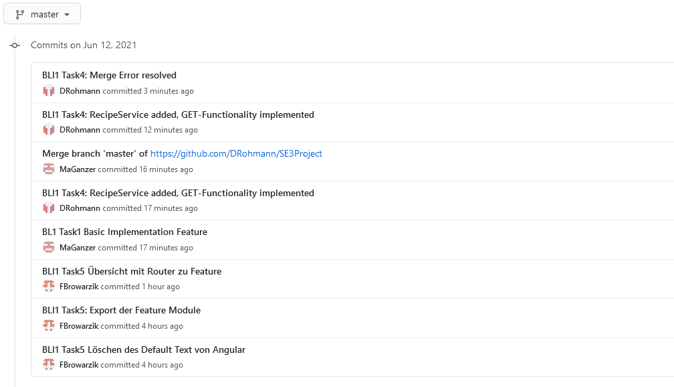 master
Commits on Jun 12, 2021
BLI1 Task4: Merge Error resolved
DRohmann committed 3 minutes ago
BLI1 Task4: RecipeService added, GET-Functionality implemented
DRohmann committed 12 minutes ago
Merge branch 'master' of https://github.com/DRohmann/SE3Project
MaGanzer committed 16 minutes ago
BLI1 Task4: RecipeService added, GET-Functionality implemented
DRohmann committed 17 minutes ago
BL1 Task1 Basic Implementation Feature
MaGanzer committed 17 minutes ago
BLI1 Task5 Übersicht mit Router zu Feature
FBrowarzik committed 1 hour ago
BLI1 Task5: Export der Feature Module
FBrowarzik committed 4 hours ago
BLI1 Task5 Löschen des Default Text von Angular
FBrowarzik committed 4 hours ago